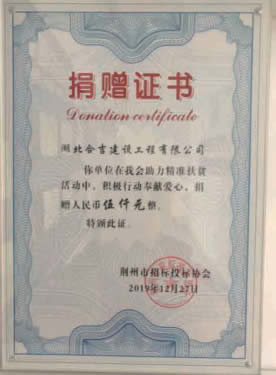 捐赠证书
Donation certificate
湖北合吉建设工程有限公司
你单位在我会助力精准扶贫
活动中，积极行动奉献爱心，捐
赠人民币伍仟元整。
特颁此证。
荆州市招标投标协会
2019年12月27日